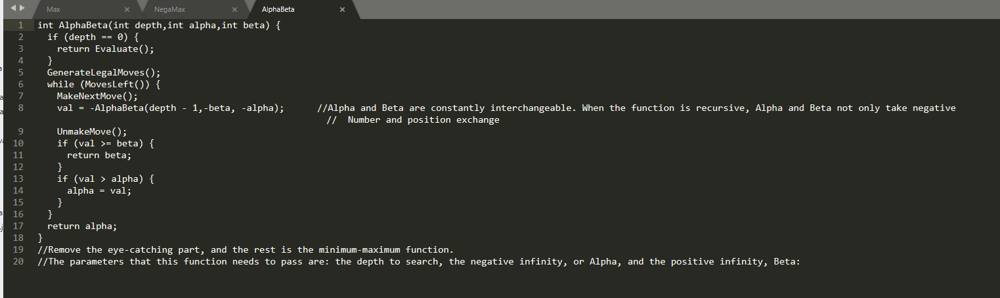 Max × NegaMax × AlphaBeta ×
1 int AlphaBeta(int depth,int alpha,int beta) {
2   if (depth == 0) {
3     return Evaluate();
4   }
5   GenerateLegalMoves();
6   while (MovesLeft()) {
7     MakeNextMove();
8     val = -AlphaBeta(depth - 1,-beta, -alpha);      //Alpha and Beta are constantly interchangeable. When the function is recursive, Alpha and Beta not only take negative
//  Number and position exchange
9     UnmakeMove();
10     if (val >= beta) {
11       return beta;
12     }
13     if (val > alpha) {
14       alpha = val;
15     }
16   }
17   return alpha;
18 }
19 //Remove the eye-catching part, and the rest is the minimum-maximum function.
20 //The parameters that this function needs to pass are: the depth to search, the negative infinity, or Alpha, and the positive infinity, Beta: